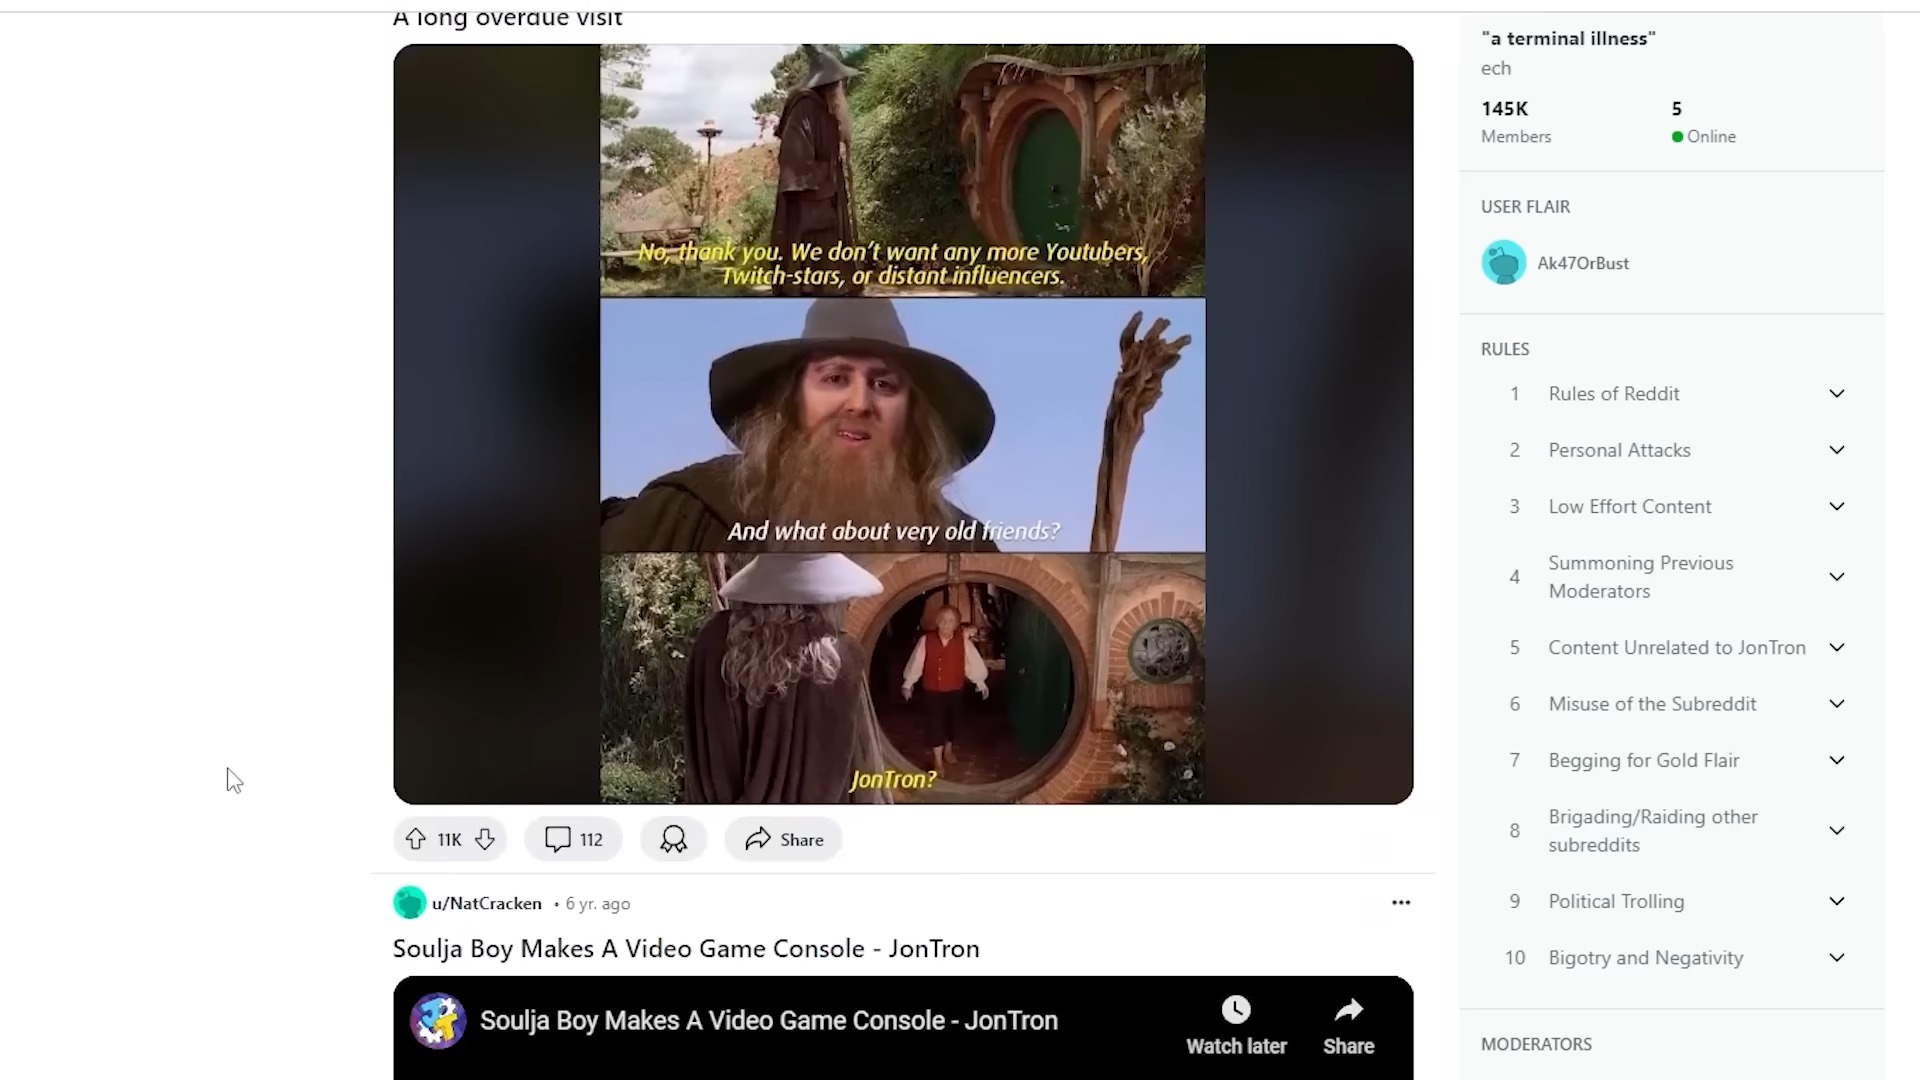 A long overdue visit
No, thank you. We don't want any more Youtubers,
Twitch-stars, or distant influencers.
And what about very old friends?
JonTron?
11K
112
Share
u/NatCracken • 6 yr. ago
Soulja Boy Makes A Video Game Console - JonTron
Soulja Boy Makes A Video Game Console - JonTron
Watch later
Share
"a terminal illness"
ech
145K
Members
5
Online
USER FLAIR
Ak47OrBust
RULES
1 Rules of Reddit
2 Personal Attacks
3 Low Effort Content
4 Summoning Previous
Moderators
5 Content Unrelated to JonTron
6 Misuse of the Subreddit
7 Begging for Gold Flair
8 Brigading/Raiding other
subreddits
9 Political Trolling
10 Bigotry and Negativity
MODERATORS